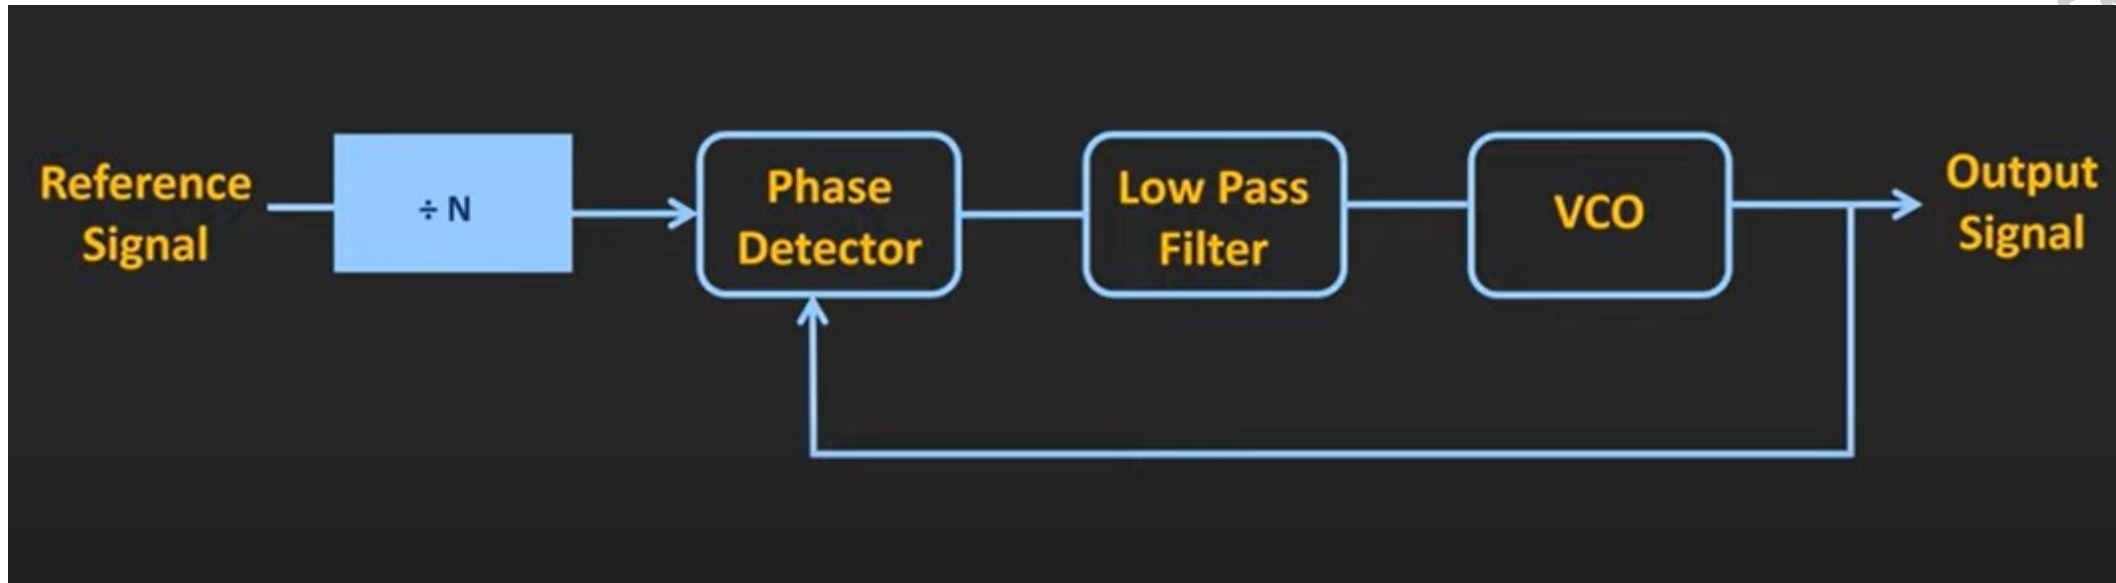 Reference
Signal
÷ N
Phase
Detector
Low Pass
Filter
VCO
Output
Signal